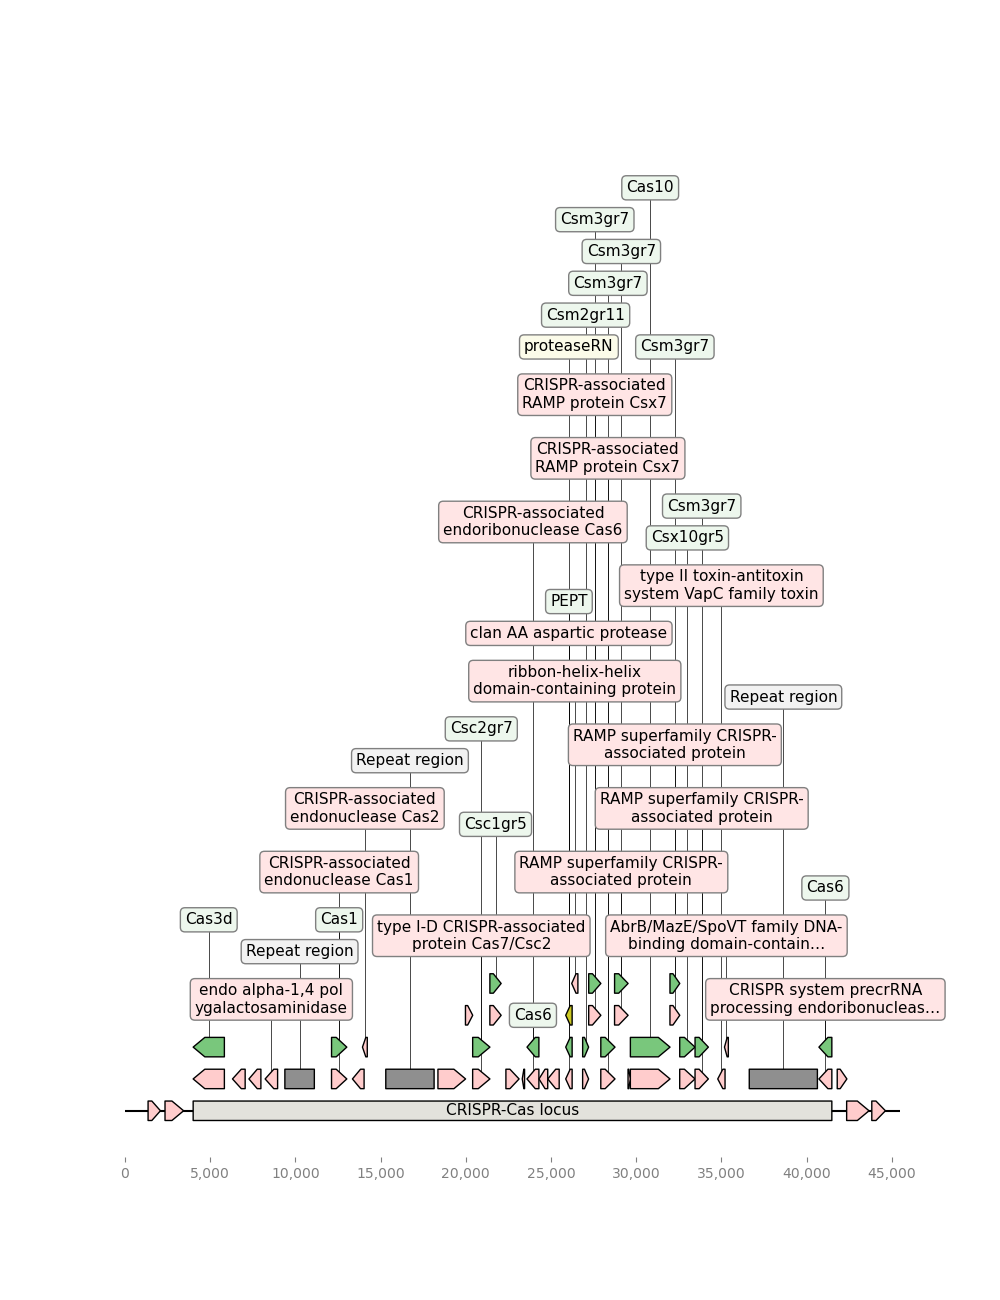 Cas10
Csm3gr7
Csm3gr7
Csm3gr7
Csm2gr11
proteaseRN
Csm3gr7
CRISPR-associated
RAMP protein Csx7
CRISPR-associated
RAMP protein Csx7
Csm3gr7
CRISPR-associated
endoribonuclease Cas6
Csx10gr5
type II toxin-antitoxin
system VapC family toxin
PEPT
clan AA aspartic protease
ribbon-helix-helix
domain-containing protein
Repeat region
Csc2gr7
RAMP superfamily CRISPR-
associated protein
Repeat region
CRISPR-associated
endonuclease Cas2
RAMP superfamily CRISPR-
associated protein
Csc1gr5
CRISPR-associated
endonuclease Cas1
RAMP superfamily CRISPR-
associated protein
Cas6
Cas3d
Cas1
type I-D CRISPR-associated
protein Cas7/Csc2
AbrB/MazE/SpoVT family DNA-
binding domain-contain…
Repeat region
endo alpha-1,4 pol
ygalactosaminidase
CRISPR system precrRNA
processing endoribonucleas…
Cas6
CRISPR-Cas locus
0 5,000 10,000 15,000 20,000 25,000 30,000 35,000 40,000 45,000